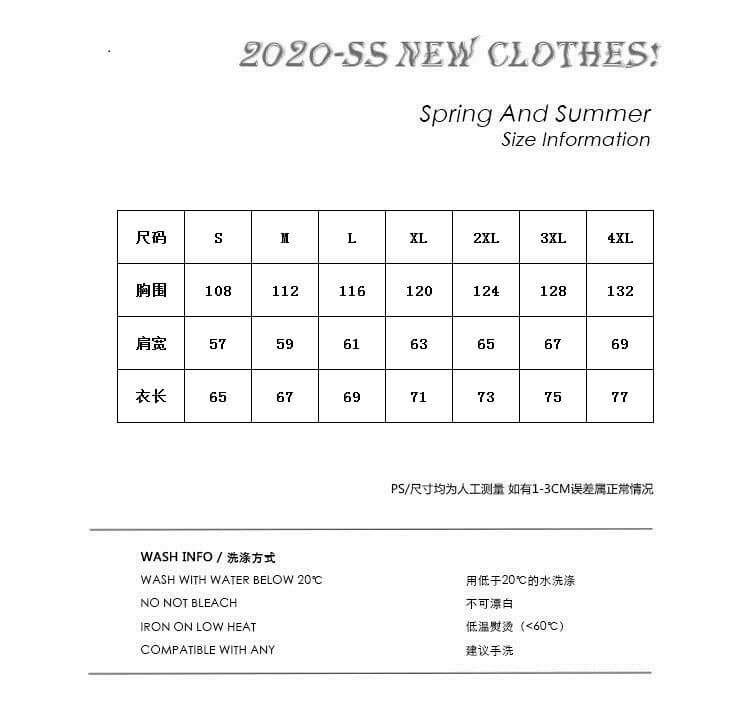 2020-SS NEW CLOTHES!
Spring And Summer
Size Information
尺码 S M L XL 2XL 3XL 4XL
胸围 108 112 116 120 124 128 132
肩宽 57 59 61 63 65 67 69
衣长 65 67 69 71 73 75 77
PS/尺寸均为人工测量 如有1-3CM误差属正常情况
WASH INFO / 洗涤方式
WASH WITH WATER BELOW 20℃ 用低于20℃的水洗涤
NO NOT BLEACH 不可漂白
IRON ON LOW HEAT 低温熨烫（<60℃）
COMPATIBLE WITH ANY 建议手洗